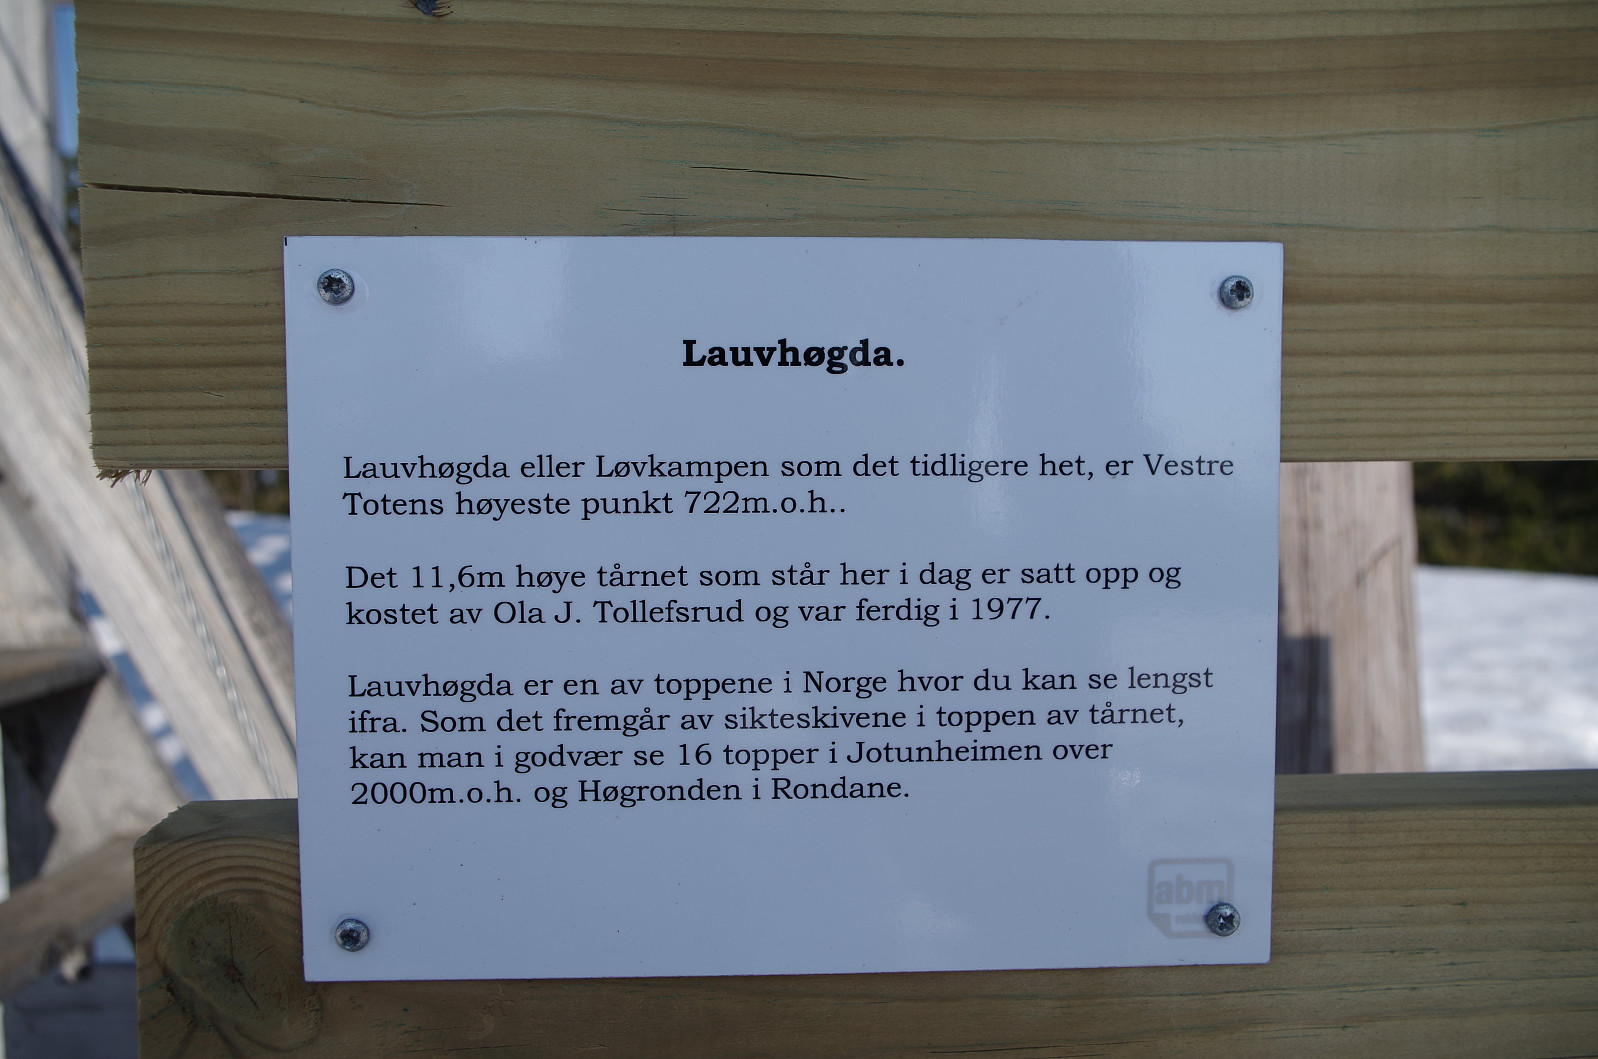 Lauvhøgda.
Lauvhøgda eller Løvkampen som det tidligere het, er Vestre
Totens høyeste punkt 722m.o.h..
Det 11,6m høye tårnet som står her i dag er satt opp og
kostet av Ola J. Tollefsrud og var ferdig i 1977.
Lauvhøgda er en av toppene i Norge hvor du kan se lengst
ifra. Som det fremgår av sikteskivene i toppen av tårnet,
kan man i godvær se 16 topper i Jotunheimen over
2000m.o.h. og Høgronden i Rondane.
abm